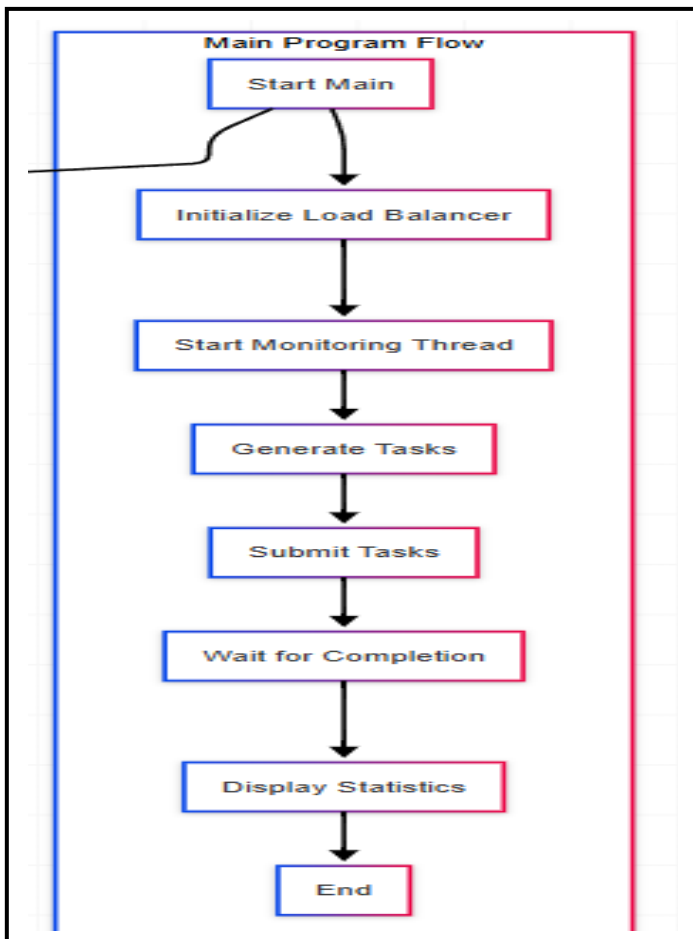 Main Program Flow
Start Main
Initialize Load Balancer
Start Monitoring Thread
Generate Tasks
Submit Tasks
Wait for Completion
Display Statistics
End